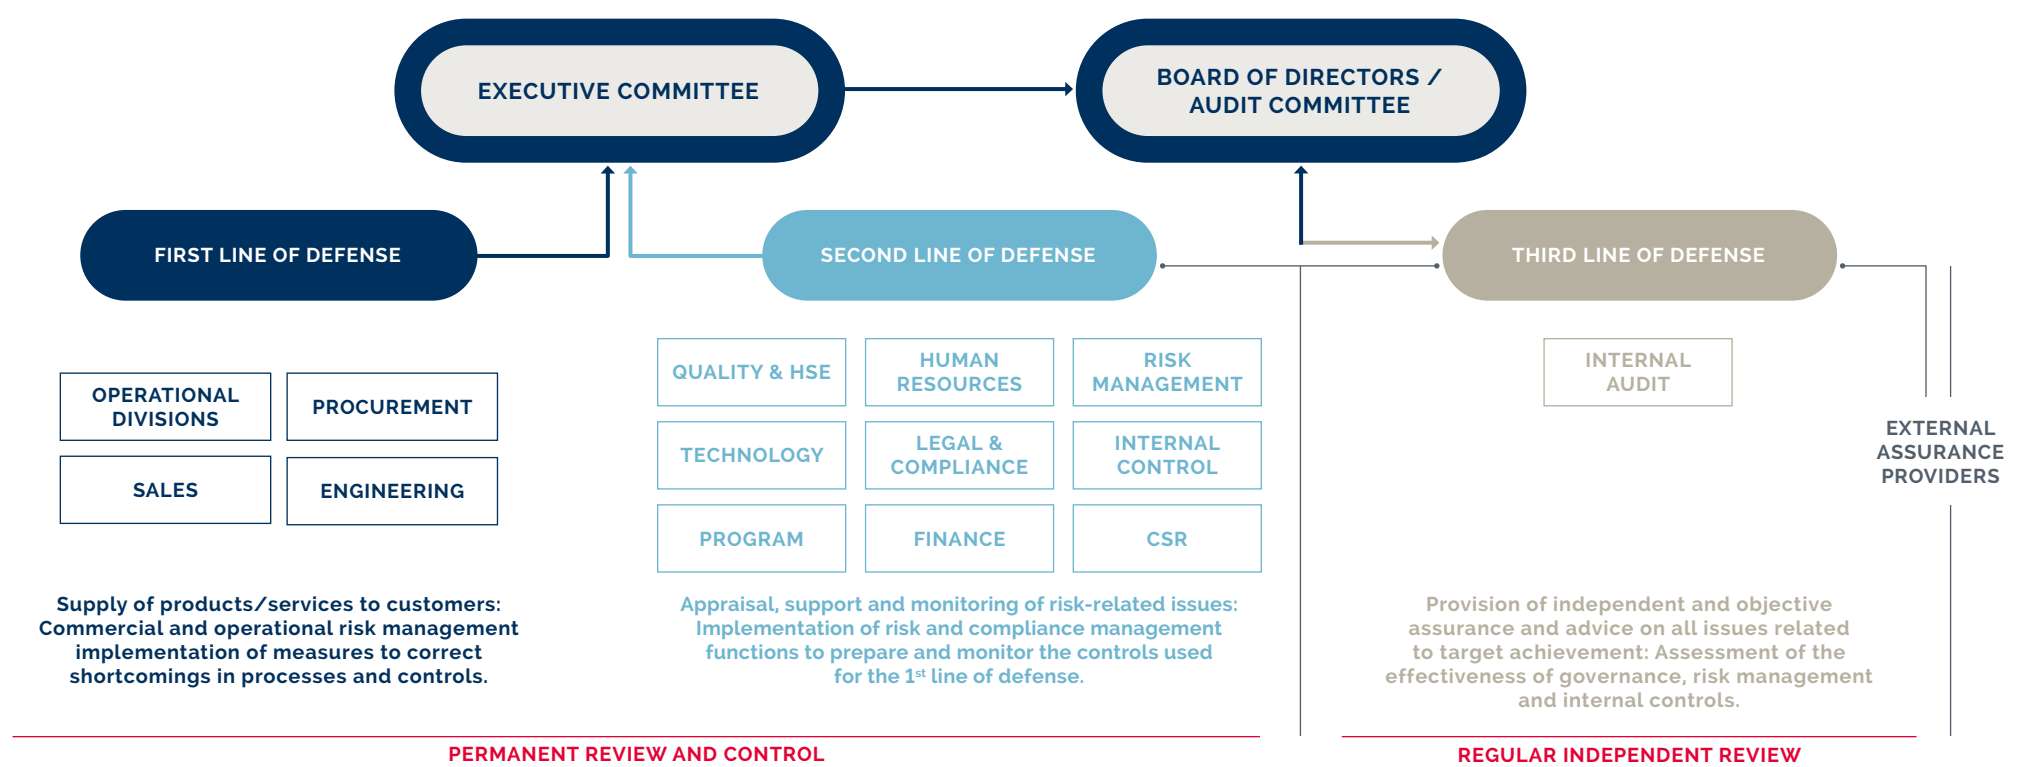 EXECUTIVE COMMITTEE
BOARD OF DIRECTORS /
AUDIT COMMITTEE
FIRST LINE OF DEFENSE
SECOND LINE OF DEFENSE
THIRD LINE OF DEFENSE
OPERATIONAL
DIVISIONS
PROCUREMENT
SALES
ENGINEERING
QUALITY & HSE
HUMAN
RESOURCES
RISK
MANAGEMENT
TECHNOLOGY
LEGAL &
COMPLIANCE
INTERNAL
CONTROL
PROGRAM
FINANCE
CSR
INTERNAL
AUDIT
EXTERNAL
ASSURANCE
PROVIDERS
Supply of products/services to customers:
Commercial and operational risk management
implementation of measures to correct
shortcomings in processes and controls.
Appraisal, support and monitoring of risk-related issues:
Implementation of risk and compliance management
functions to prepare and monitor the controls used
for the 1st line of defense.
Provision of independent and objective
assurance and advice on all issues related
to target achievement: Assessment of the
effectiveness of governance, risk management
and internal controls.
PERMANENT REVIEW AND CONTROL
REGULAR INDEPENDENT REVIEW